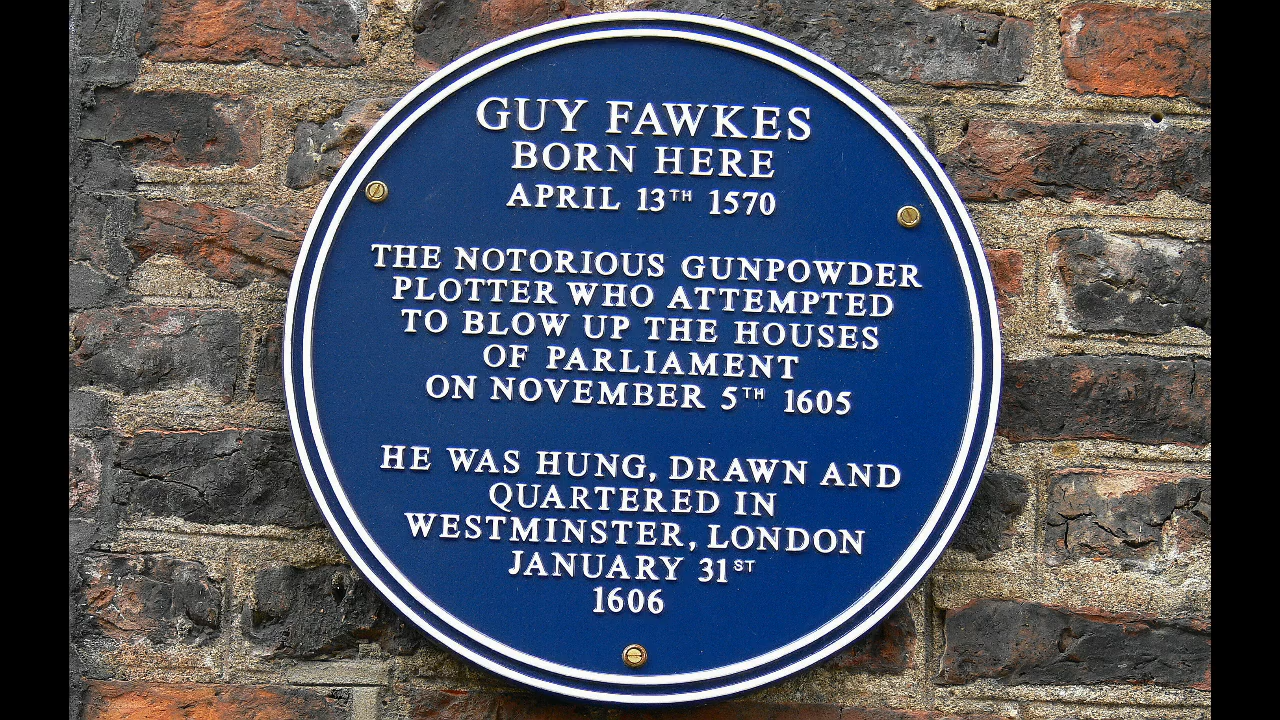 GUY FAWKES
BORN HERE
APRIL 13TH 1570
THE NOTORIOUS GUNPOWDER
PLOTTER WHO ATTEMPTED
TO BLOW UP THE HOUSES
OF PARLIAMENT
ON NOVEMBER 5TH 1605
HE WAS HUNG, DRAWN AND
QUARTERED IN
WESTMINSTER, LONDON
JANUARY 31ST
1606